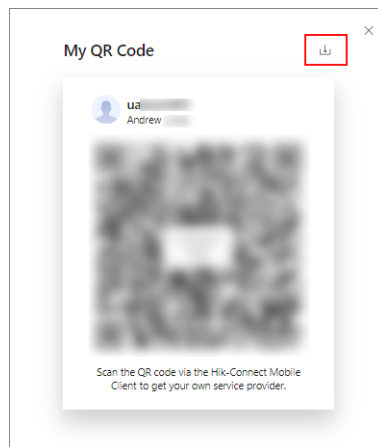 My QR Code
ua
Andrew
Scan the QR code via the Hik-Connect Mobile
Client to get your own service provider.